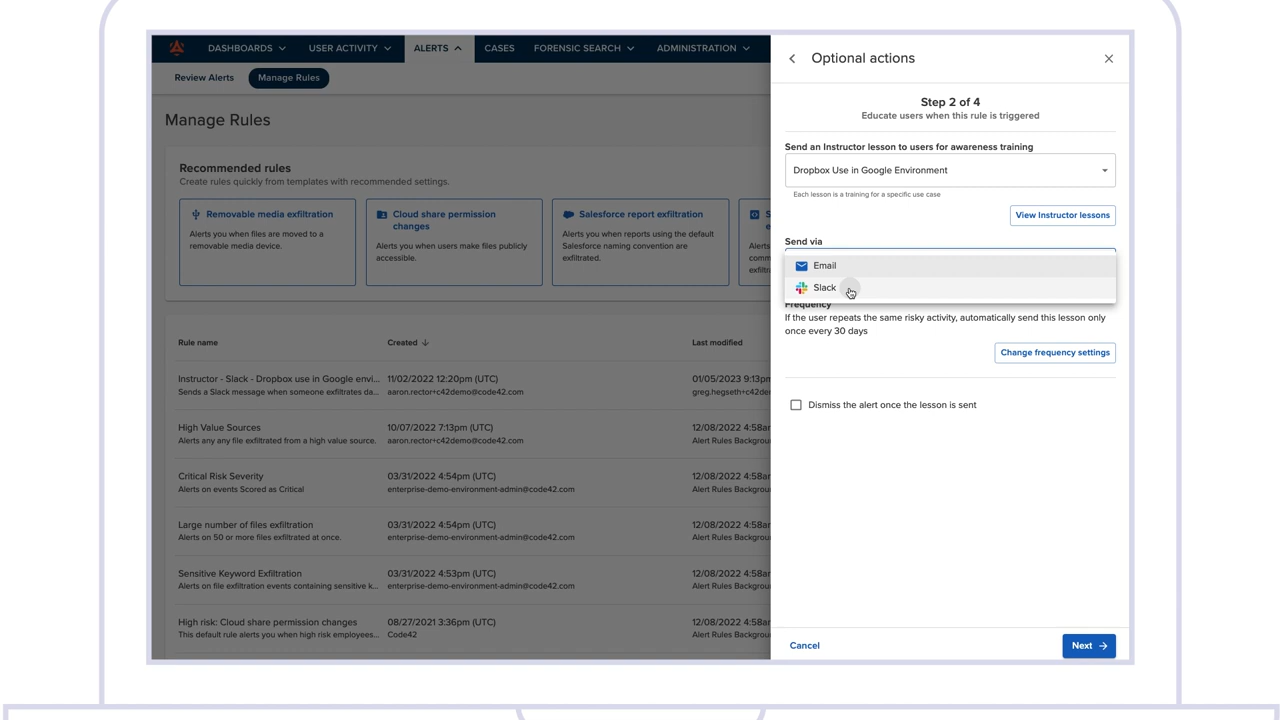 DASHBOARDS
USER ACTIVITY
ALERTS
CASES
FORENSIC SEARCH
ADMINISTRATION
Review Alerts
Manage Rules
Manage Rules
Recommended rules
Create rules quickly from templates with recommended settings.
Removable media exfiltration
Alerts you when files are moved to a
removable media device.
Cloud share permission
changes
Alerts you when users make files publicly
accessible.
Salesforce report exfiltration
Alerts you when reports using the default
Salesforce naming convention are
exfiltrated.
Rule name Created Last modified
Instructor - Slack - Dropbox use in Google envi... 11/02/2022 12:20pm (UTC) 01/05/2023 9:13pm
Sends a Slack message when someone exfiltrates da... aaron.rector+c42demo@code42.com greg.hegseth+c42de
High Value Sources 10/07/2022 7:13pm (UTC) 12/08/2022 4:58a
Alerts any any file exfiltrated from a high value source. aaron.rector+c42demo@code42.com Alert Rules Backgrou
Critical Risk Severity 03/31/2022 4:54pm (UTC) 12/08/2022 4:58a
Alerts on events Scored as Critical enterprise-demo-environment-admin@code42.com Alert Rules Backgrou
Large number of files exfiltration 03/31/2022 4:54pm (UTC) 12/08/2022 4:58a
Alerts on 50 or more files exfiltrated at once. enterprise-demo-environment-admin@code42.com Alert Rules Backgrou
Sensitive Keyword Exfiltration 03/31/2022 4:53pm (UTC) 12/08/2022 4:58a
Alerts on file exfiltration events containing sensitive k... enterprise-demo-environment-admin@code42.com Alert Rules Backgrou
High risk: Cloud share permission changes 08/27/2021 3:36pm (UTC) 12/08/2022 4:58a
This default rule alerts you when high risk employees... Code42 Alert Rules Backgrou
Optional actions
Step 2 of 4
Educate users when this rule is triggered
Send an Instructor lesson to users for awareness training
Dropbox Use in Google Environment
Each lesson is a training for a specific use case
View Instructor lessons
Send via
Email
Slack
Frequency
If the user repeats the same risky activity, automatically send this lesson only
once every 30 days
Change frequency settings
Dismiss the alert once the lesson is sent
Cancel
Next